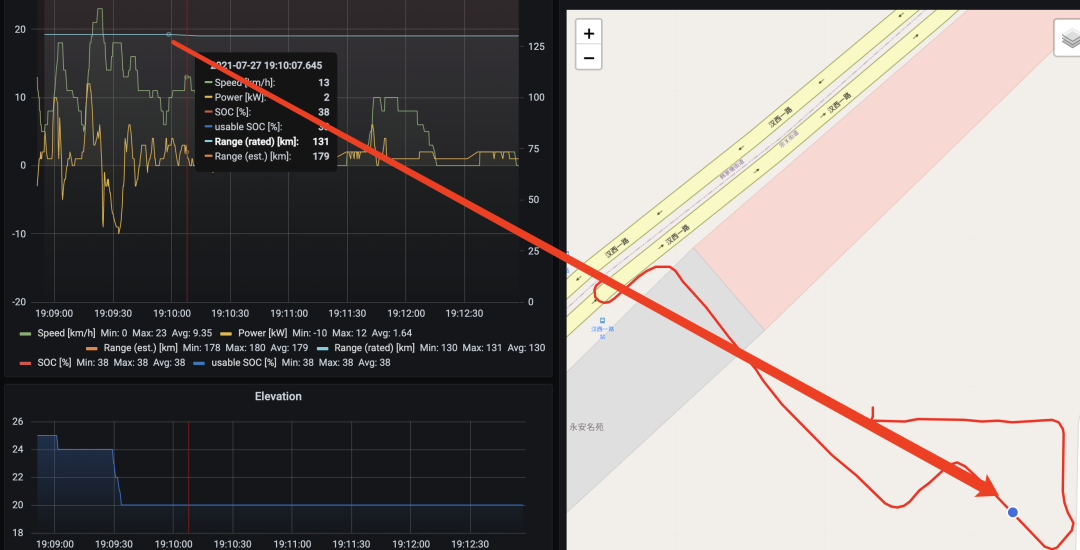 20
10
0
-10
-20
125
100
75
50
25
0
2021-07-27 19:10:07.645
Speed [km/h]: 13
Power [kW]: 2
SOC [%]: 38
usable SOC [%]:
Range (rated) [km]: 131
Range (est.) [km]: 179
19:09:00 19:09:30 19:10:00 19:10:30 19:11:00 19:11:30 19:12:00 19:12:30
Speed [km/h] Min: 0 Max: 23 Avg: 9.35 Power [kW] Min: -10 Max: 12 Avg: 1.64
Range (est.) [km] Min: 178 Max: 180 Avg: 179 Range (rated) [km] Min: 130 Max: 131 Avg: 130
SOC [%] Min: 38 Max: 38 Avg: 38 usable SOC [%] Min: 38 Max: 38 Avg: 38
Elevation
26
24
22
20
18
19:09:00 19:09:30 19:10:00 19:10:30 19:11:00 19:11:30 19:12:00 19:12:30
+
−
汉西一路
汉西一路
汉西一路
汉西一路
汉西一路
站
永安名苑